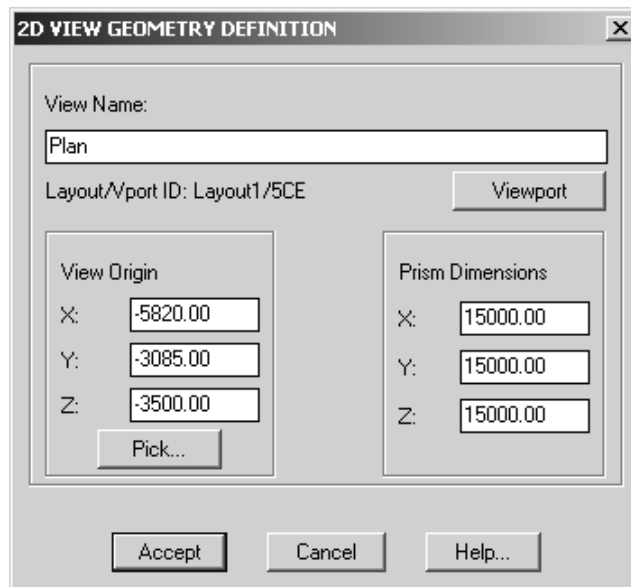 2D VIEW GEOMETRY DEFINITION
View Name:
Plan
Layout/Vport ID: Layout1/5CE
Viewport
View Origin
X: -5820.00
Y: -3085.00
Z: -3500.00
Pick...
Prism Dimensions
X: 15000.00
Y: 15000.00
Z: 15000.00
Accept Cancel Help...